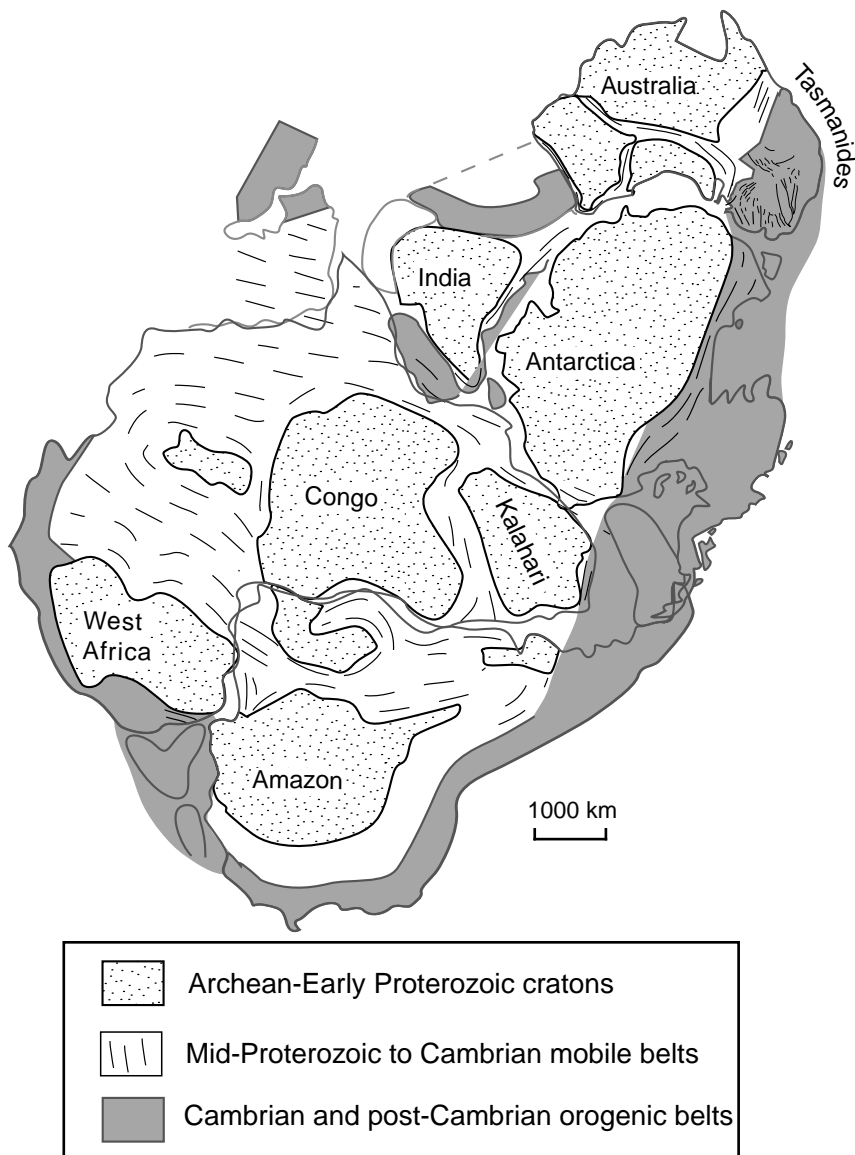 Australia
Tasmanides
India
Antarctica
Congo
Kalahari
West
Africa
Amazon
1000 km
Archean-Early Proterozoic cratons
Mid-Proterozoic to Cambrian mobile belts
Cambrian and post-Cambrian orogenic belts